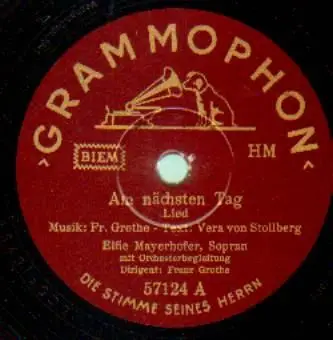 GRAMMOPHON
BIEM
HM
Am nächsten Tag
Lied
Musik: Fr. Grothe - Text: Vera von Stollberg
Elfie Mayerhofer, Sopran
mit Orchesterbegleitung
Dirigent: Franz Grothe
57124 A
DIE STIMME SEINES HERRN